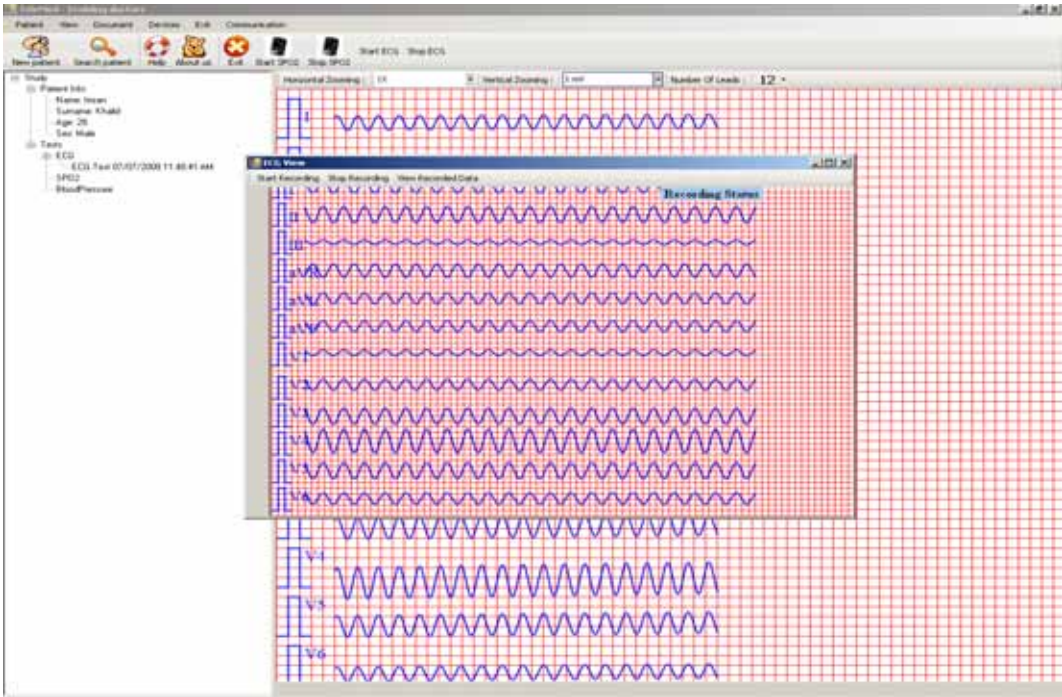 Patient View Document Devices Exit Communication
New patient Search patient Help About us Exit Start SPO2 Stop SPO2 Start ECG Stop ECG
Study
Patient Info
Name: Imran
Surname: Khalid
Age: 28
Sex: Male
Tests
ECG
ECG Test 07/07/2008 11:48:41 AM
SPO2
BloodPressure
Horizontal Zooming : 1X Vertical Zooming : Number Of Leads : 12
I
ECG View
Start Recording Stop Recording View Recorded Data
Recording Status
II
III
aVR
aVL
aVF
V1
V2
V3
V4
V5
V6
V4
V5
V6